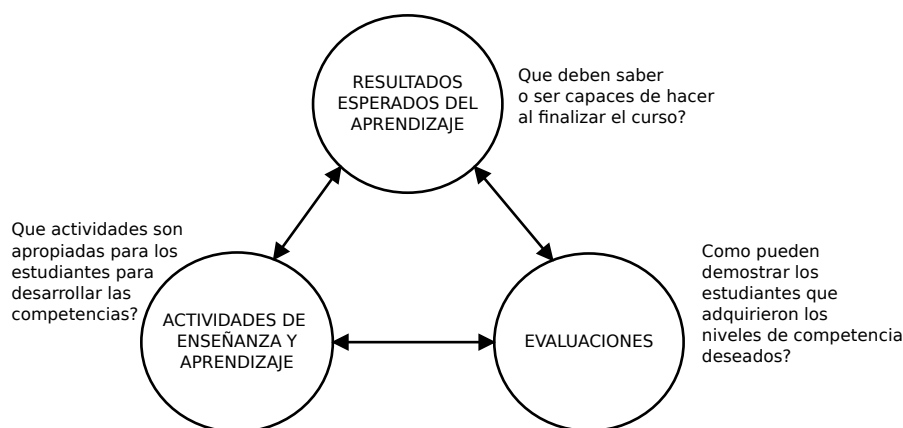 RESULTADOS
ESPERADOS DEL
APRENDIZAJE
Que deben saber
o ser capaces de hacer
al finalizar el curso?
Que actividades son
apropiadas para los
estudiantes para
desarrollar las
competencias?
ACTIVIDADES DE
ENSEÑANZA Y
APRENDIZAJE
EVALUACIONES
Como pueden
demostrar los
estudiantes que
adquirieron los
niveles de competencia
deseados?